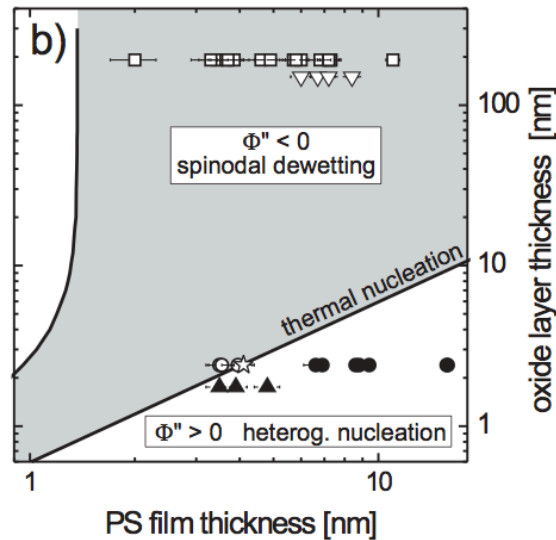 b)
Φ" < 0
spinodal dewetting
100
10
1
oxide layer thickness [nm]
thermal nucleation
Φ" > 0 heterog. nucleation
1
10
PS film thickness [nm]